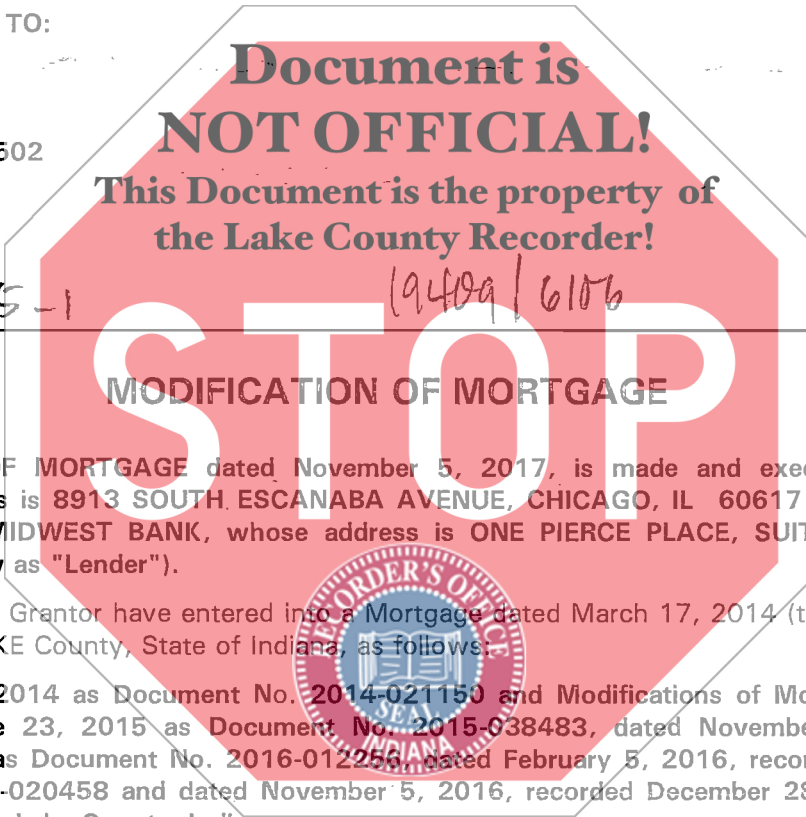 TO:
Document is
NOT OFFICIAL!
602
This Document is the property of
the Lake County Recorder!
5-1 19409/6106
STOP
MODIFICATION OF MORTGAGE
F MORTGAGE dated November 5, 2017, is made and exec
s is 8913 SOUTH ESCANABA AVENUE, CHICAGO, IL 60617
MIDWEST BANK, whose address is ONE PIERCE PLACE, SUIT
y as "Lender").
Grantor have entered into a Mortgage dated March 17, 2014 (t
KE County, State of Indiana, as follows:
2014 as Document No. 2014-021150 and Modifications of Mo
e 23, 2015 as Document No. 2015-038483, dated Novembe
as Document No. 2016-012256, dated February 5, 2016, recor
-020458 and dated November 5, 2016, recorded December 28
RECORDER'S OFFICE
SEAL
INDIANA